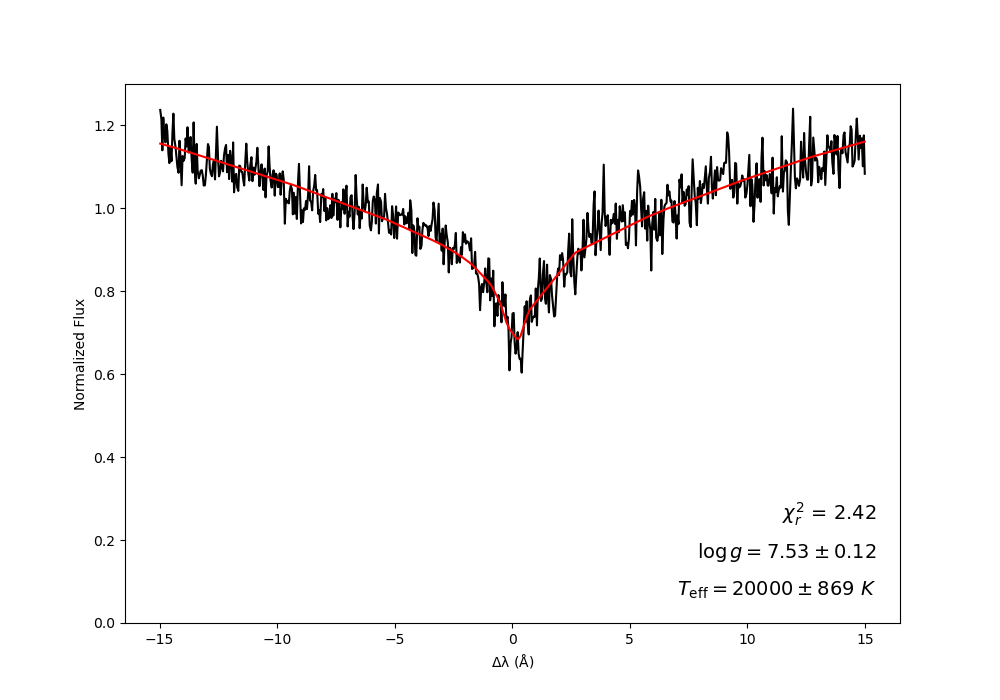 1.2
1.0
0.8
0.6
0.4
0.2
0.0
Normalized Flux
χ²ᵣ = 2.42
log g = 7.53 ± 0.12
T_eff = 20000 ± 869 K
−15 −10 −5 0 5 10 15
Δλ (Å)